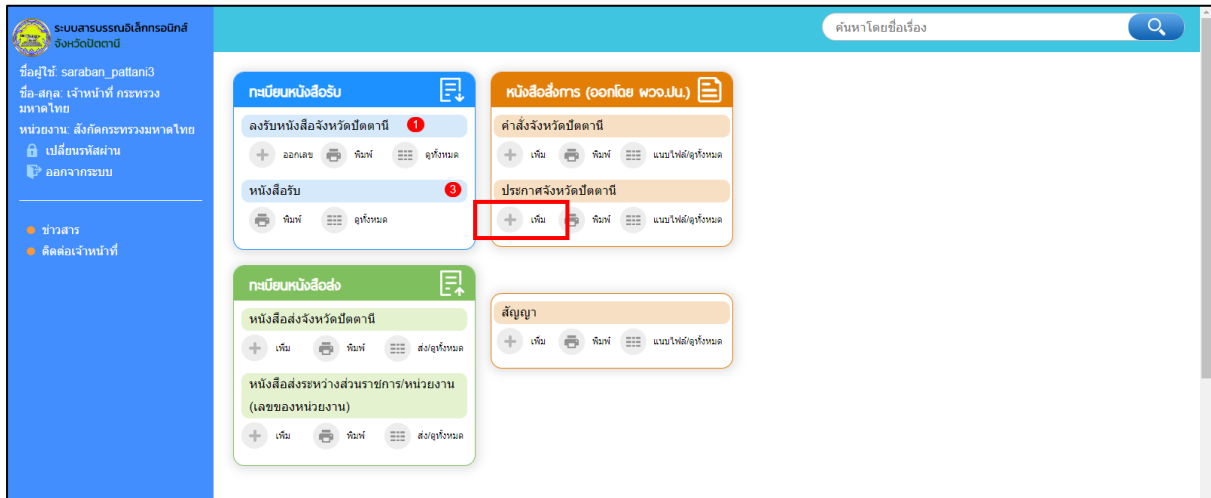 ระบบสารบรรณอิเล็กทรอนิกส์
จังหวัดปัตตานี
ค้นหาโดยชื่อเรื่อง
ชื่อผู้ใช้: saraban_pattani3
ชื่อ-สกุล: เจ้าหน้าที่ กระทรวง
มหาดไทย
หน่วยงาน: สังกัดกระทรวงมหาดไทย
เปลี่ยนรหัสผ่าน
ออกจากระบบ
ข่าวสาร
ติดต่อเจ้าหน้าที่
ทะเบียนหนังสือรับ
ลงรับหนังสือจังหวัดปัตตานี 1
ออกเลข พิมพ์ ดูทั้งหมด
หนังสือรับ 3
พิมพ์ ดูทั้งหมด
หนังสือสั่งการ (ออกโดย ผวจ.ปน.)
คำสั่งจังหวัดปัตตานี
เพิ่ม พิมพ์ แนบไฟล์/ดูทั้งหมด
ประกาศจังหวัดปัตตานี
เพิ่ม พิมพ์ แนบไฟล์/ดูทั้งหมด
ทะเบียนหนังสือส่ง
หนังสือส่งจังหวัดปัตตานี
เพิ่ม พิมพ์ ส่ง/ดูทั้งหมด
หนังสือส่งระหว่างส่วนราชการ/หน่วยงาน
(เลขของหน่วยงาน)
เพิ่ม พิมพ์ ส่ง/ดูทั้งหมด
สัญญา
เพิ่ม พิมพ์ แนบไฟล์/ดูทั้งหมด